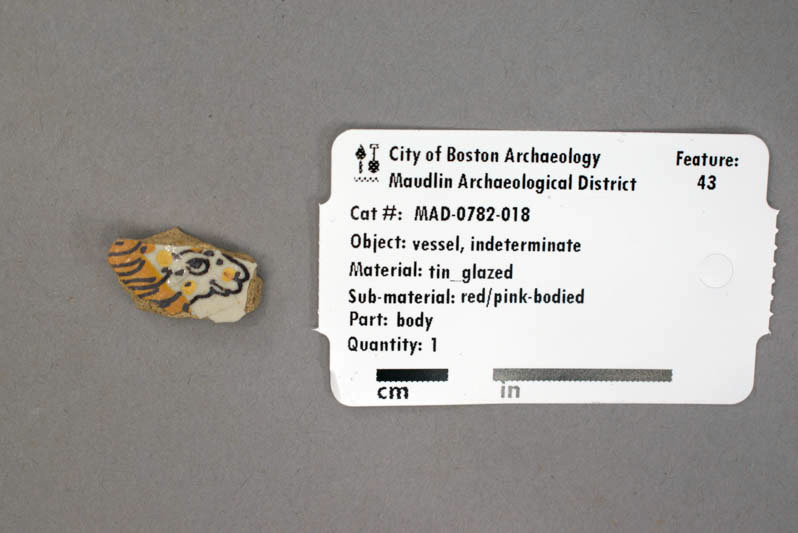 City of Boston Archaeology
Maudlin Archaeological District
Feature:
43
Cat #: MAD-0782-018
Object: vessel, indeterminate
Material: tin_glazed
Sub-material: red/pink-bodied
Part: body
Quantity: 1
cm
in